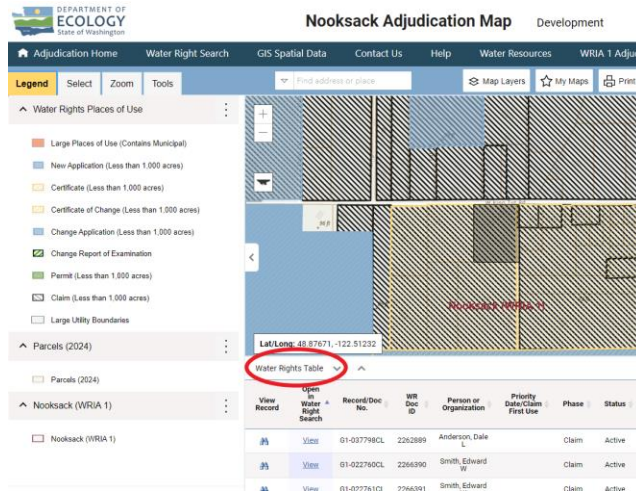 DEPARTMENT OF
ECOLOGY
State of Washington
Nooksack Adjudication Map Development
Adjudication Home Water Right Search GIS Spatial Data Contact Us Help Water Resources WRIA 1 Adju
Legend Select Zoom Tools
Find address or place
Map Layers My Maps Print
Water Rights Places of Use
Large Places of Use (Contains Municipal)
New Application (Less than 1,000 acres)
Certificate (Less than 1,000 acres)
Certificate of Change (Less than 1,000 acres)
Change Application (Less than 1,000 acres)
Change Report of Examination
Permit (Less than 1,000 acres)
Claim (Less than 1,000 acres)
Large Utility Boundaries
Parcels (2024)
Parcels (2024)
Nooksack (WRIA 1)
Nooksack (WRIA 1)
+
−
Nooksack (WRIA 1)
Lat/Long: 48.87671, -122.51232
Water Rights Table
View Record Open in Water Right Search Record/Doc No. WR Doc ID Person or Organization Priority Date/Claim First Use Phase Status
View G1-037798CL 2262889 Anderson, Dale L Claim Active
View G1-022760CL 2266390 Smith, Edward W Claim Active
View G1-022761CL 2266391 Smith, Edward Claim Active